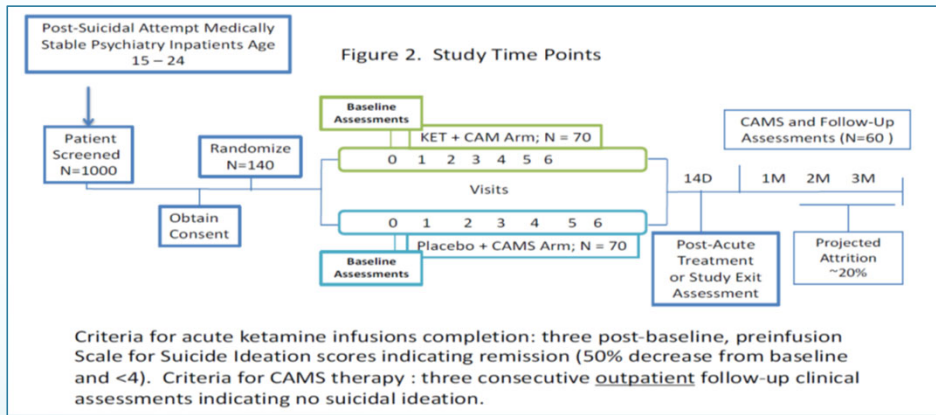 Post-Suicidal Attempt Medically
Stable Psychiatry Inpatients Age
15 – 24
Figure 2. Study Time Points
Baseline
Assessments
KET + CAM Arm; N = 70
CAMS and Follow-Up
Assessments (N=60 )
Patient
Screened
N=1000
Randomize
N=140
0 1 2 3 4 5 6
Visits
14D 1M 2M 3M
Obtain
Consent
0 1 2 3 4 5 6
Placebo + CAMS Arm; N = 70
Baseline
Assessments
Post-Acute
Treatment
or Study Exit
Assessment
Projected
Attrition
~20%
Criteria for acute ketamine infusions completion: three post-baseline, preinfusion
Scale for Suicide Ideation scores indicating remission (50% decrease from baseline
and <4). Criteria for CAMS therapy : three consecutive outpatient follow-up clinical
assessments indicating no suicidal ideation.